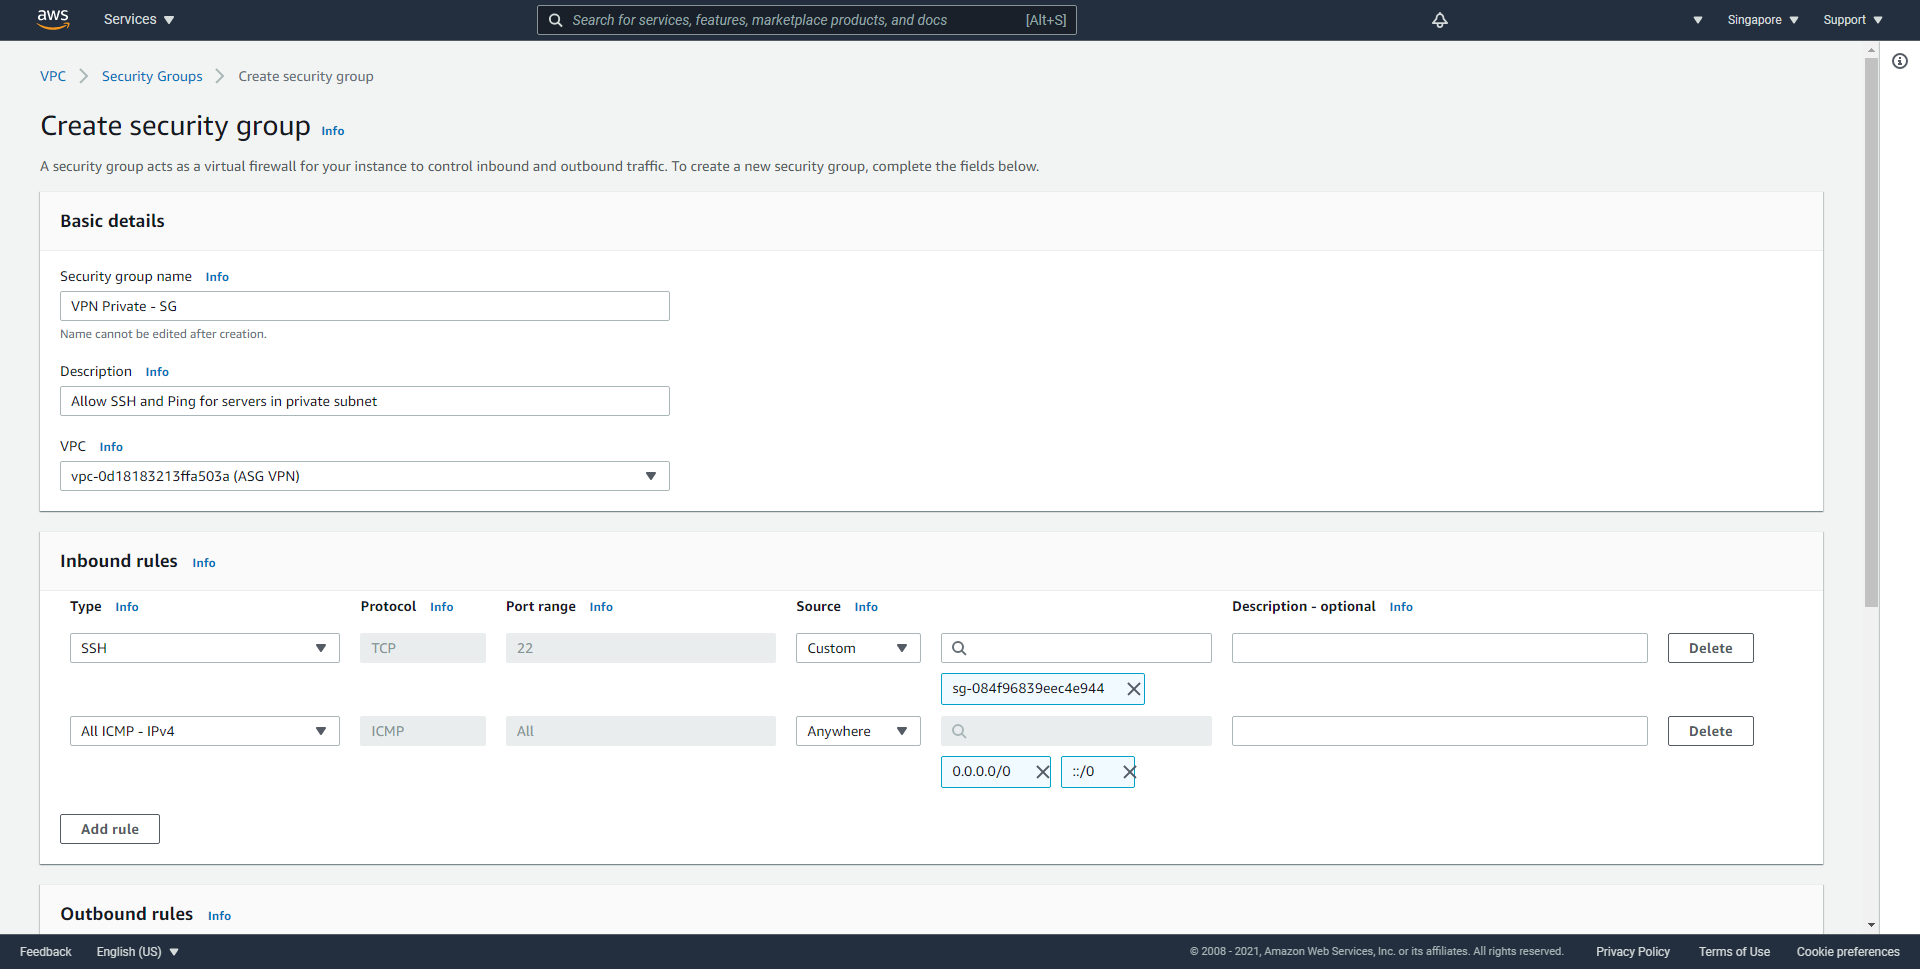 aws Services Search for services, features, marketplace products, and docs [Alt+S] Singapore Support
VPC Security Groups Create security group
Create security group Info
A security group acts as a virtual firewall for your instance to control inbound and outbound traffic. To create a new security group, complete the fields below.
Basic details
Security group name Info
VPN Private - SG
Name cannot be edited after creation.
Description Info
Allow SSH and Ping for servers in private subnet
VPC Info
vpc-0d18183213ffa503a (ASG VPN)
Inbound rules Info
Type Info Protocol Info Port range Info Source Info Description - optional Info
SSH TCP 22 Custom Delete
sg-084f96839eec4e944
All ICMP - IPv4 ICMP All Anywhere Delete
0.0.0.0/0 ::/0
Add rule
Outbound rules Info
Feedback English (US) © 2008 - 2021, Amazon Web Services, Inc. or its affiliates. All rights reserved. Privacy Policy Terms of Use Cookie preferences